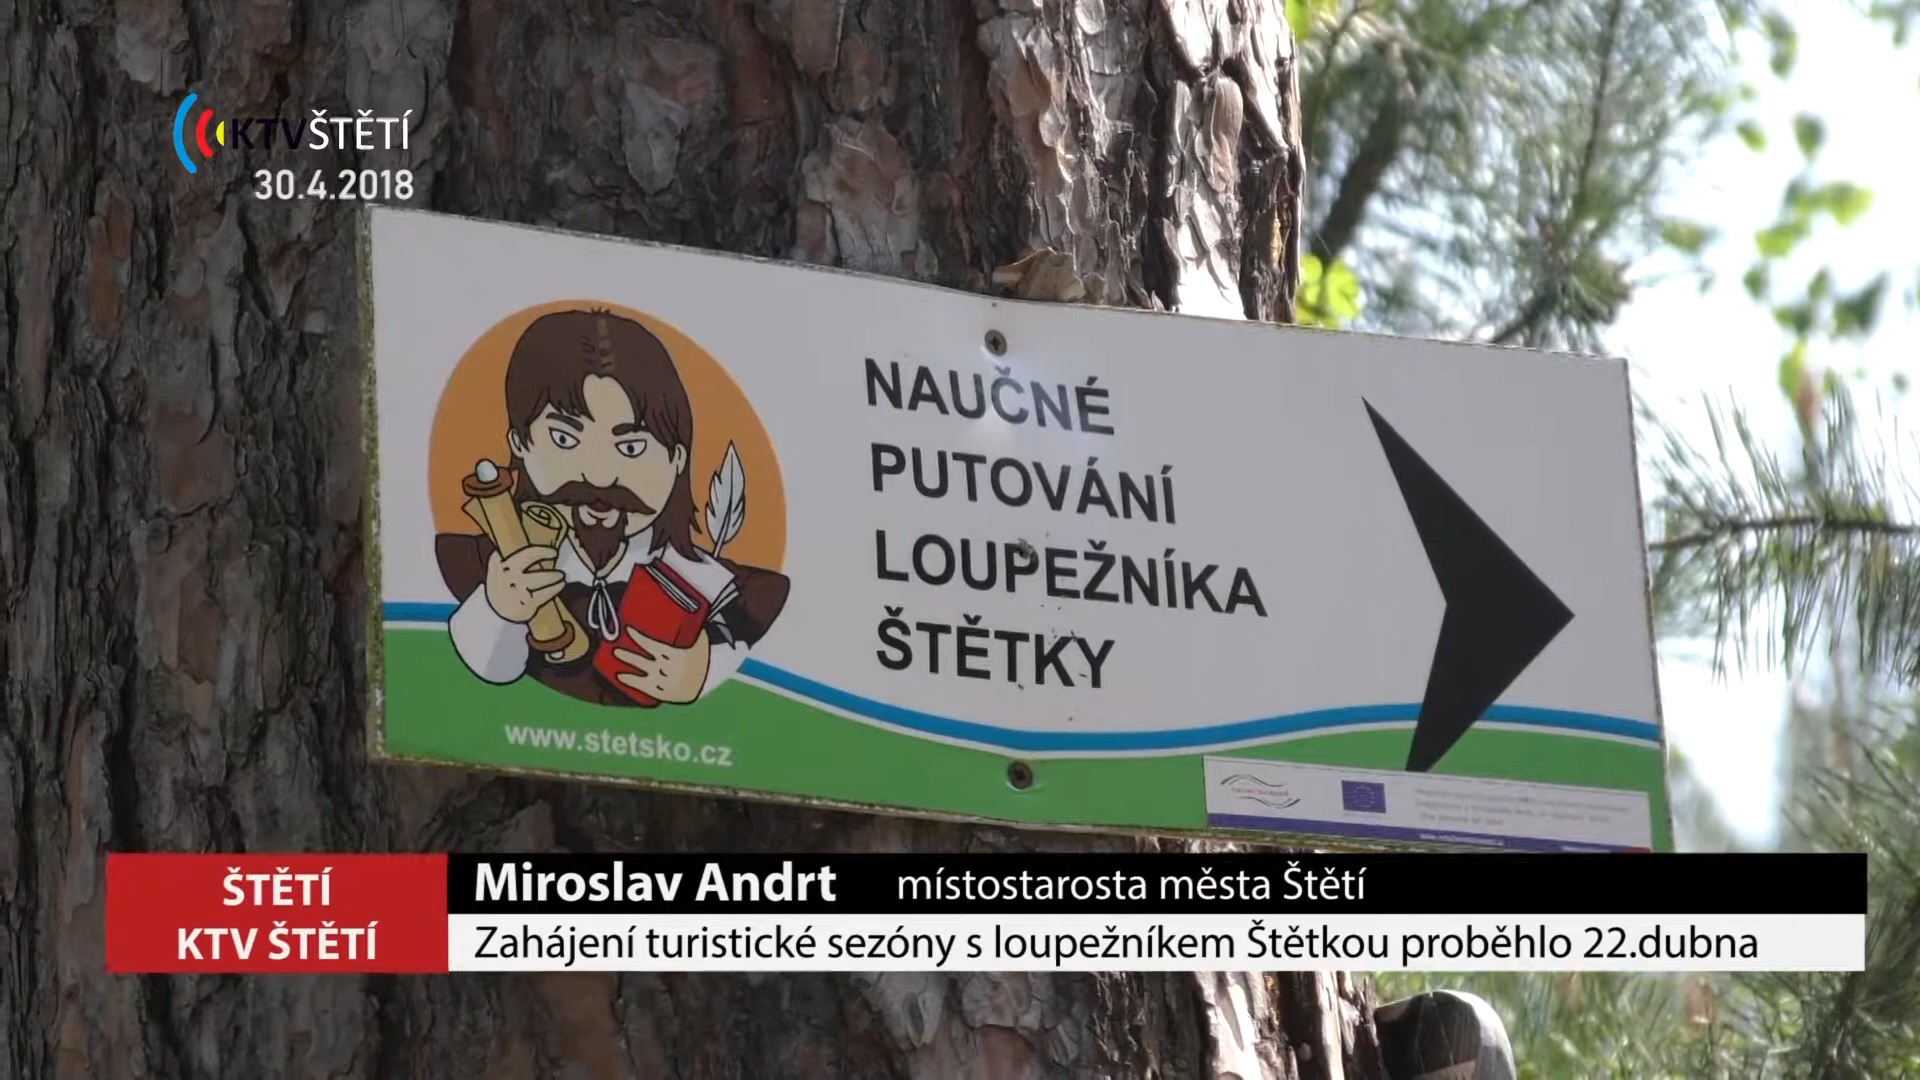 KTVŠTĚTÍ
30.4.2018
NAUČNÉ
PUTOVÁNÍ
LOUPEŽNÍKA
ŠTĚTKY
www.stetsko.cz
ŠTĚTÍ
KTV ŠTĚTÍ
Miroslav Andrt místostarosta města Štětí
Zahájení turistické sezóny s loupežníkem Štětkou proběhlo 22.dubna